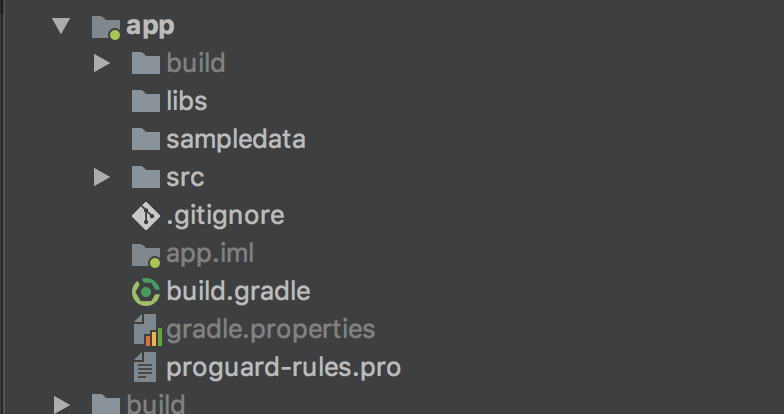 app
build
libs
sampledata
src
.gitignore
app.iml
build.gradle
gradle.properties
proguard-rules.pro
build